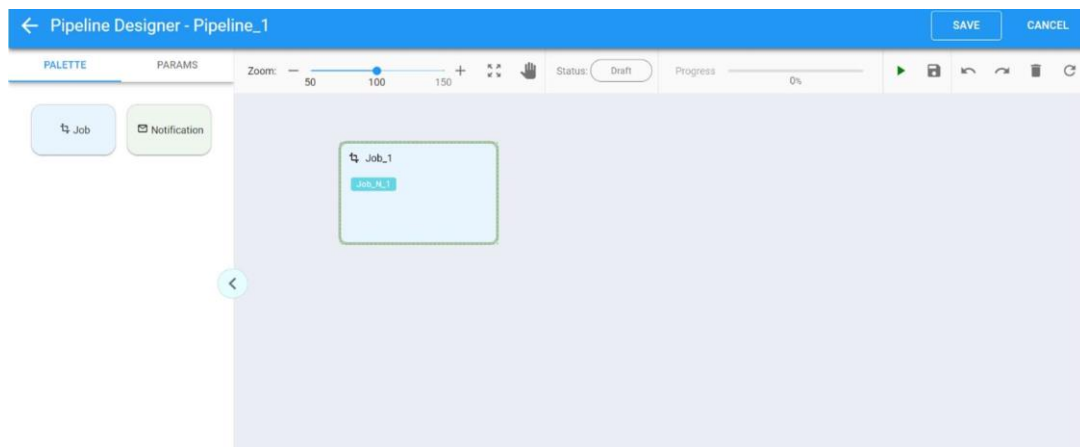 Pipeline Designer - Pipeline_1
SAVE
CANCEL
PALETTE
PARAMS
Zoom:
50
100
150
Status:
Draft
Progress
0%
Job
Notification
Job_1
Job_N_1